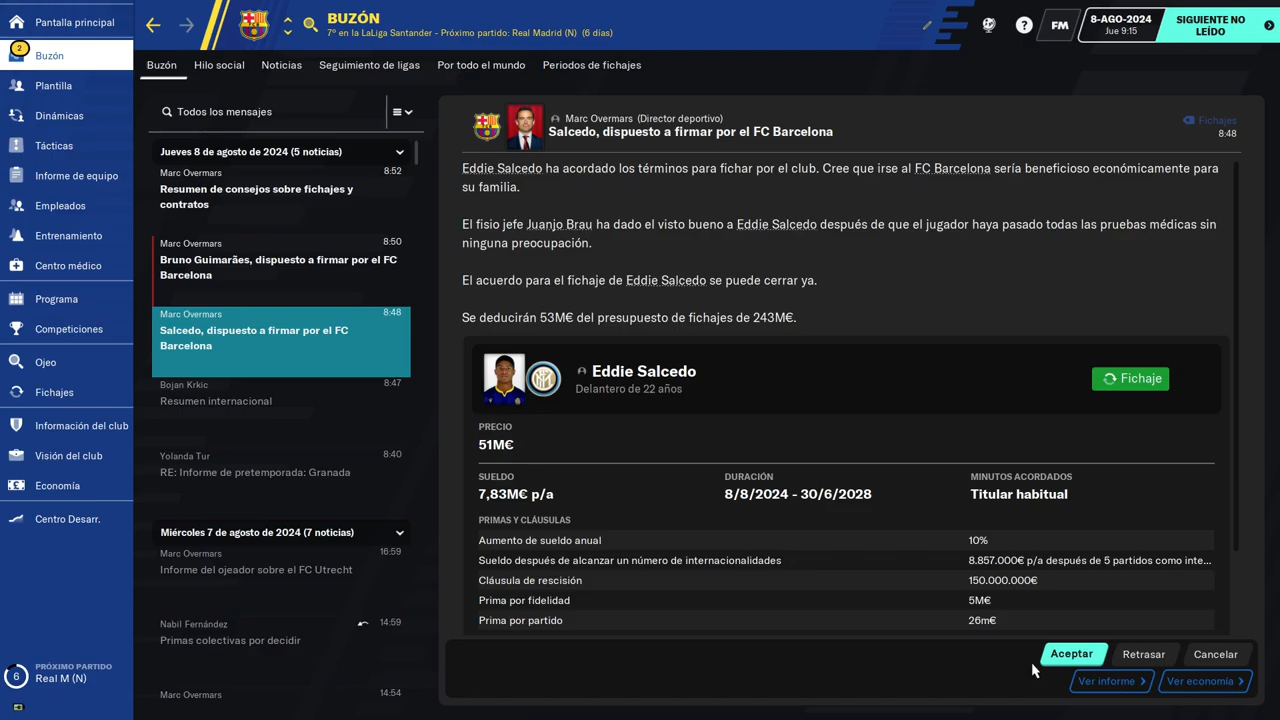 Pantalla principal
2
Buzón
Plantilla
Dinámicas
Tácticas
Informe de equipo
Empleados
Entrenamiento
Centro médico
Programa
Competiciones
Ojeo
Fichajes
Información del club
Visión del club
Economía
Centro Desarr.
PRÓXIMO PARTIDO
6
Real M (N)
BUZÓN
7º en la LaLiga Santander - Próximo partido: Real Madrid (N) (6 días)
?
FM
8-AGO-2024
Jue 9:15
SIGUIENTE NO
LEÍDO
Buzón
Hilo social
Noticias
Seguimiento de ligas
Por todo el mundo
Periodos de fichajes
Todos los mensajes
Jueves 8 de agosto de 2024 (5 noticias)
Marc Overmars 8:52
Resumen de consejos sobre fichajes y
contratos
Marc Overmars 8:50
Bruno Guimarães, dispuesto a firmar por el FC
Barcelona
Marc Overmars 8:48
Salcedo, dispuesto a firmar por el FC
Barcelona
Bojan Krkic 8:47
Resumen internacional
Yolanda Tur 8:40
RE: Informe de pretemporada: Granada
Miércoles 7 de agosto de 2024 (7 noticias)
Marc Overmars 16:59
Informe del ojeador sobre el FC Utrecht
Nabil Fernández 14:59
Primas colectivas por decidir
Marc Overmars 14:54
Marc Overmars (Director deportivo)
Salcedo, dispuesto a firmar por el FC Barcelona
Fichajes
8:48
Eddie Salcedo ha acordado los términos para fichar por el club. Cree que irse al FC Barcelona sería beneficioso económicamente para
su familia.
El fisio jefe Juanjo Brau ha dado el visto bueno a Eddie Salcedo después de que el jugador haya pasado todas las pruebas médicas sin
ninguna preocupación.
El acuerdo para el fichaje de Eddie Salcedo se puede cerrar ya.
Se deducirán 53M€ del presupuesto de fichajes de 243M€.
Eddie Salcedo
Delantero de 22 años
Fichaje
PRECIO
51M€
SUELDO DURACIÓN MINUTOS ACORDADOS
7,83M€ p/a 8/8/2024 - 30/6/2028 Titular habitual
PRIMAS Y CLÁUSULAS
Aumento de sueldo anual 10%
Sueldo después de alcanzar un número de internacionalidades 8.857.000€ p/a después de 5 partidos como inte...
Cláusula de rescisión 150.000.000€
Prima por fidelidad 5M€
Prima por partido 26m€
Aceptar
Retrasar
Cancelar
Ver informe
Ver economía